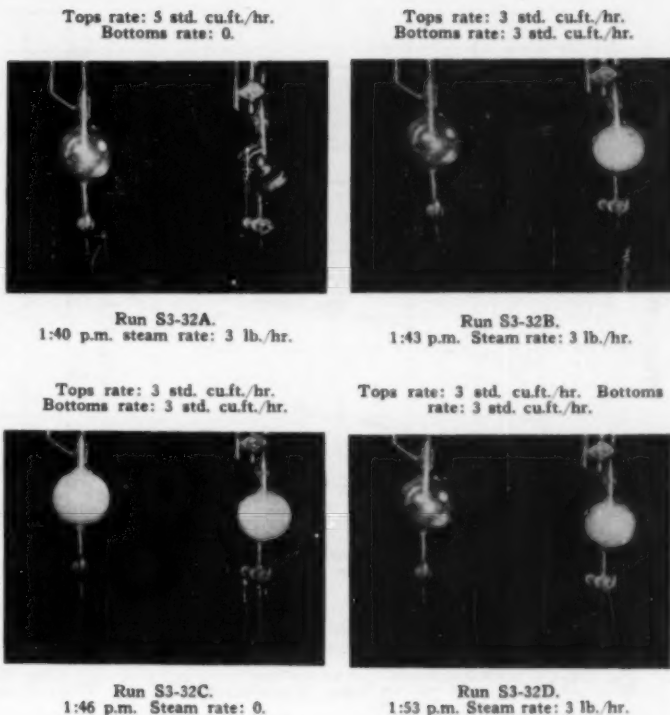 Tops rate: 5 std. cu.ft./hr.
Bottoms rate: 0.
Tops rate: 3 std. cu.ft./hr.
Bottoms rate: 3 std. cu.ft./hr.
Run S3-32A.
1:40 p.m. steam rate: 3 lb./hr.
Run S3-32B.
1:43 p.m. Steam rate: 3 lb./hr.
Tops rate: 3 std. cu.ft./hr.
Bottoms rate: 3 std. cu.ft./hr.
Tops rate: 3 std. cu.ft./hr. Bottoms
rate: 3 std. cu.ft./hr.
Run S3-32C.
1:46 p.m. Steam rate: 0.
Run S3-32D.
1:53 p.m. Steam rate: 3 lb./hr.